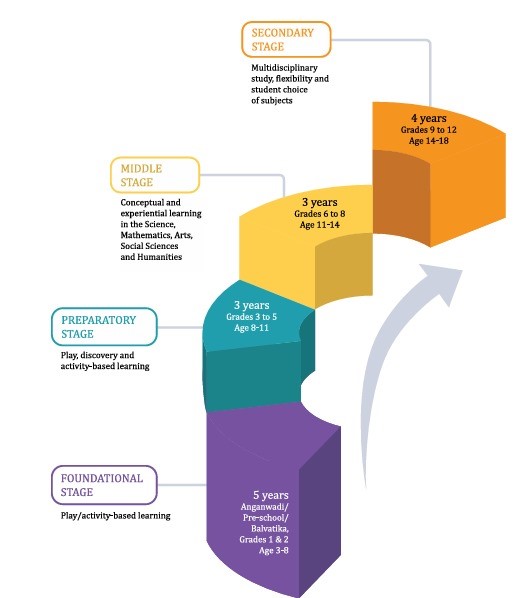 SECONDARY
STAGE
Multidisciplinary
study, flexibility and
student choice
of subjects
4 years
Grades 9 to 12
Age 14-18
MIDDLE
STAGE
Conceptual and
experiential learning
in the Science,
Mathematics, Arts,
Social Sciences
and Humanities
3 years
Grades 6 to 8
Age 11-14
PREPARATORY
STAGE
Play, discovery and
activity-based learning
3 years
Grades 3 to 5
Age 8-11
FOUNDATIONAL
STAGE
Play/activity-based learning
5 years
Anganwadi/
Pre-school/
Balvatika,
Grades 1 & 2
Age 3-8